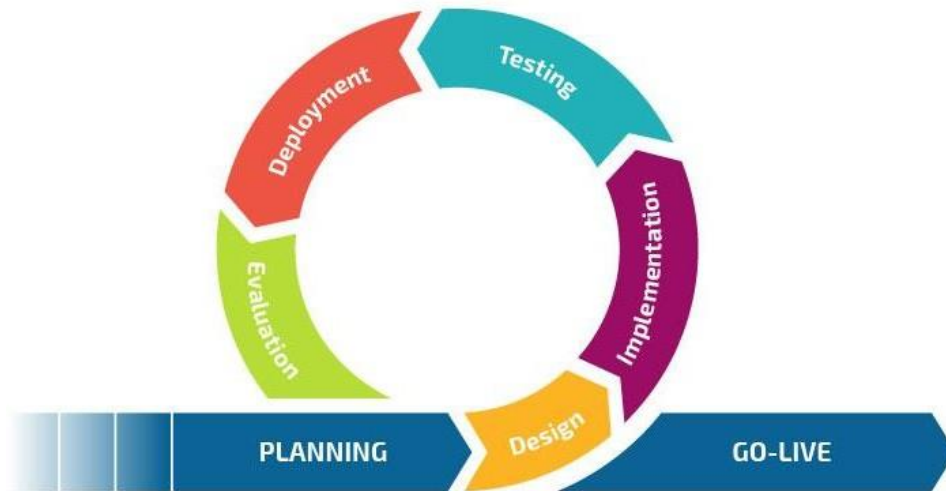 Testing
Deployment
Implementation
Evaluation
Design
PLANNING
GO-LIVE